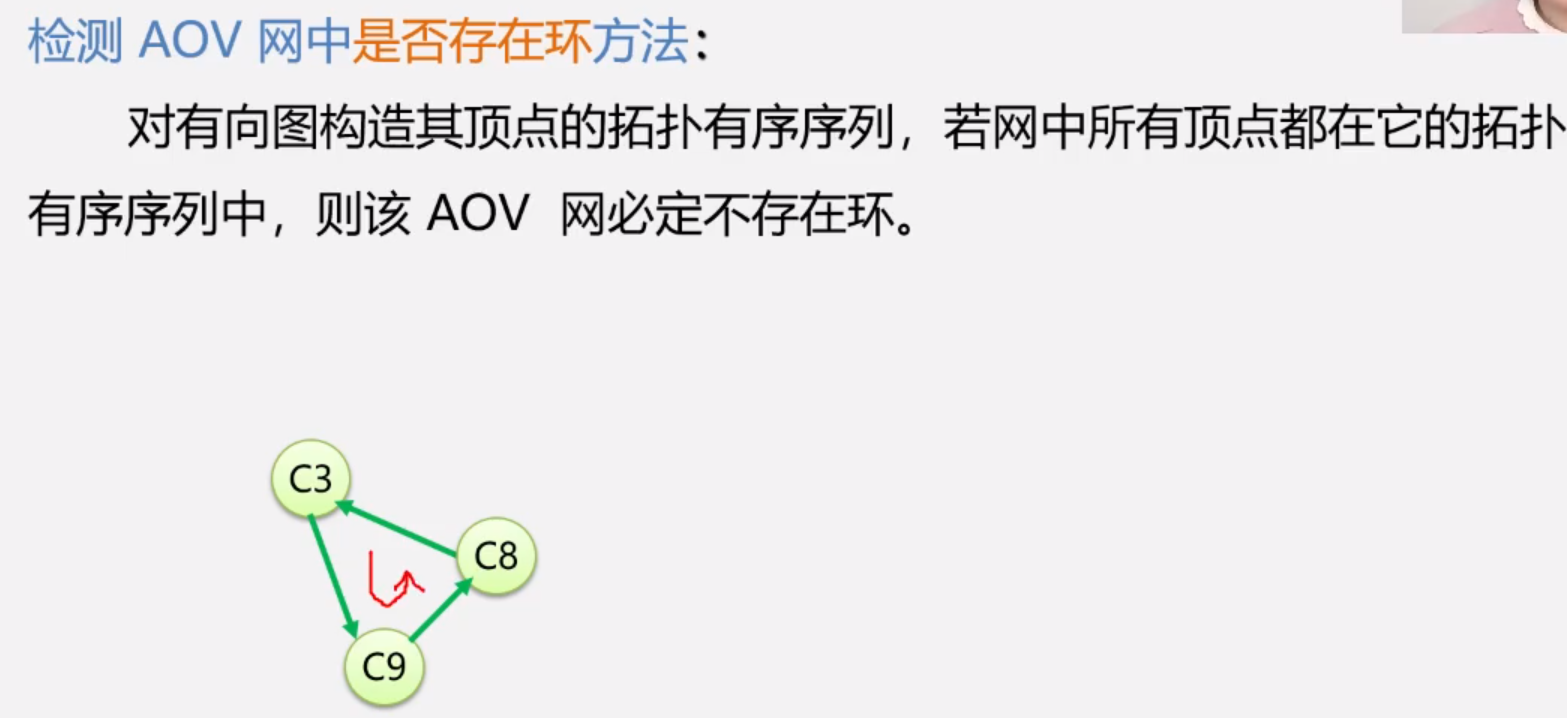 检测 AOV 网中是否存在环方法：
对有向图构造其顶点的拓扑有序序列，若网中所有顶点都在它的拓扑
有序序列中，则该 AOV 网必定不存在环。
C3
C8
C9